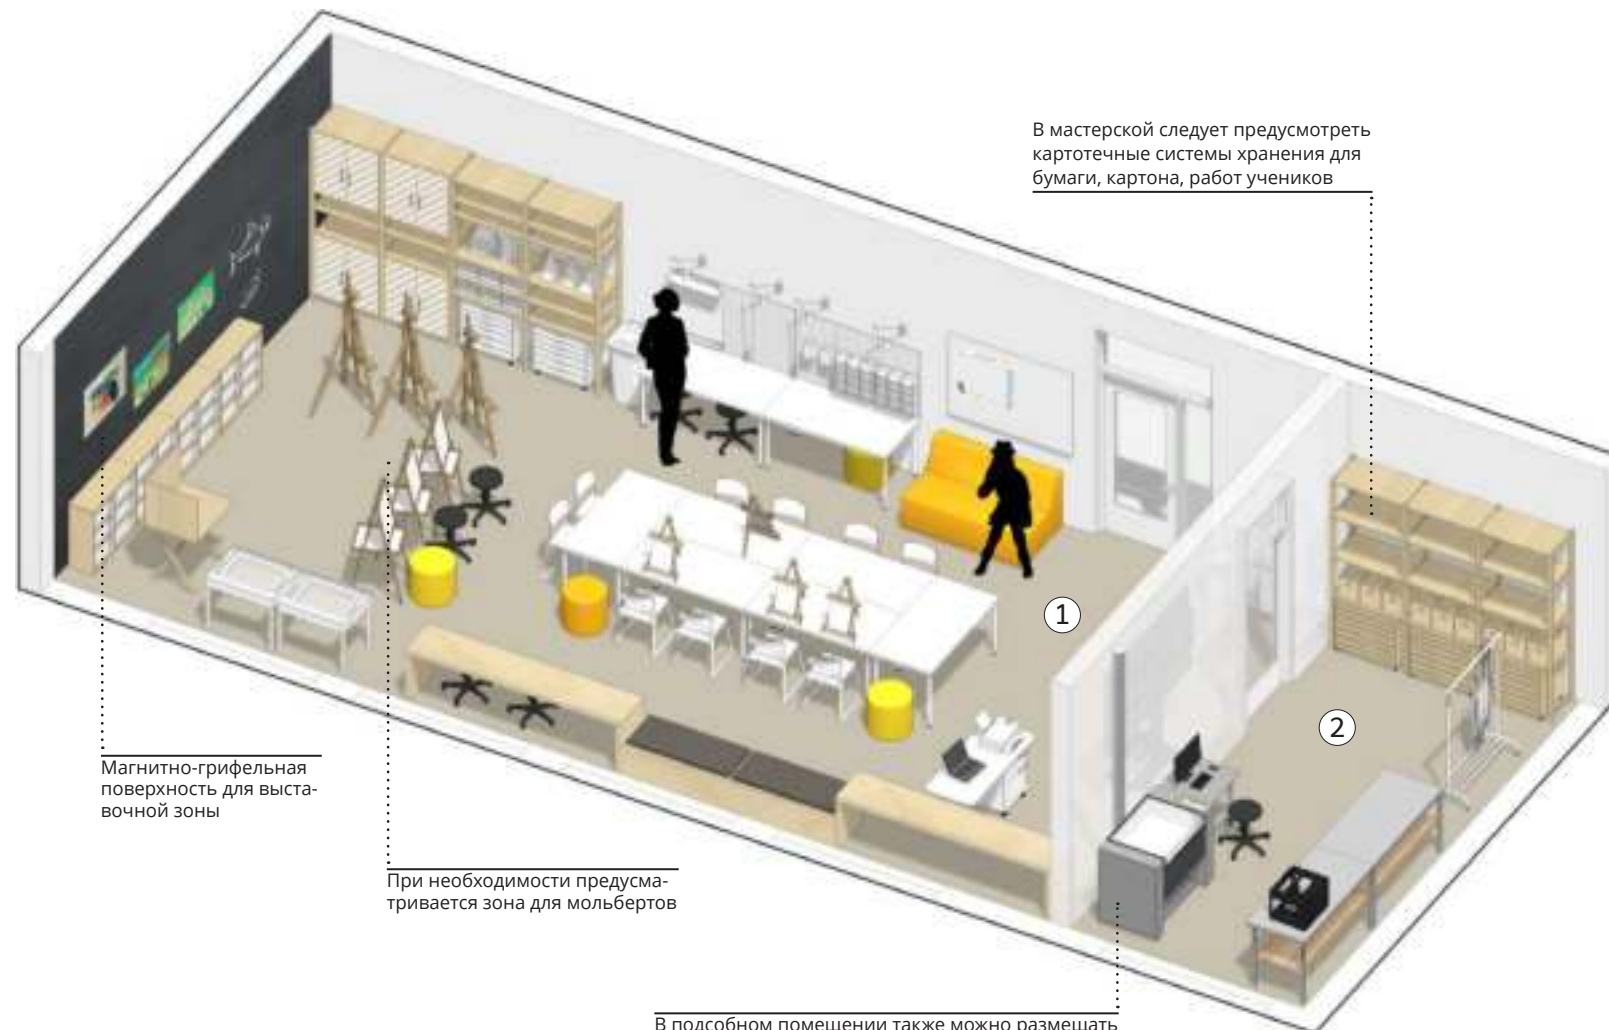 В мастерской следует предусмотреть
картотечные системы хранения для
бумаги, картона, работ учеников
1
2
Магнитно-грифельная
поверхность для выста-
вочной зоны
При необходимости предусма-
тривается зона для мольбертов
В подсобном помещении также можно размещать